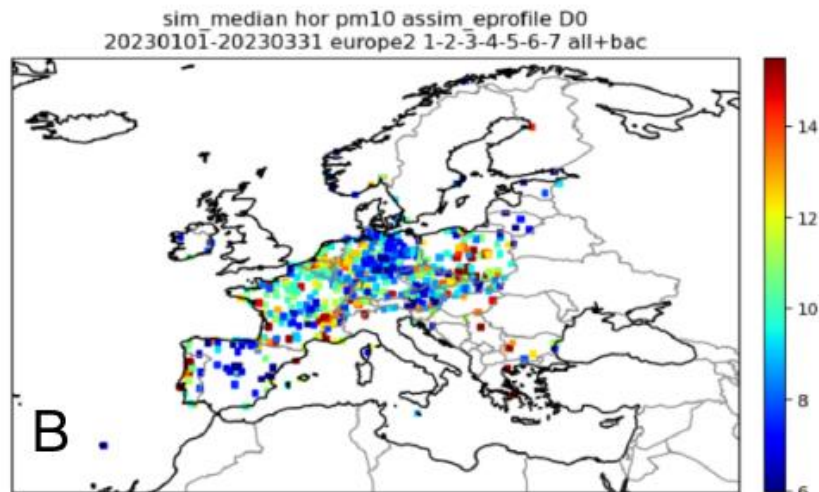 sim_median hor pm10 assim_eprofile D0
20230101-20230331 europe2 1-2-3-4-5-6-7 all+bac
14
12
10
8
6
B